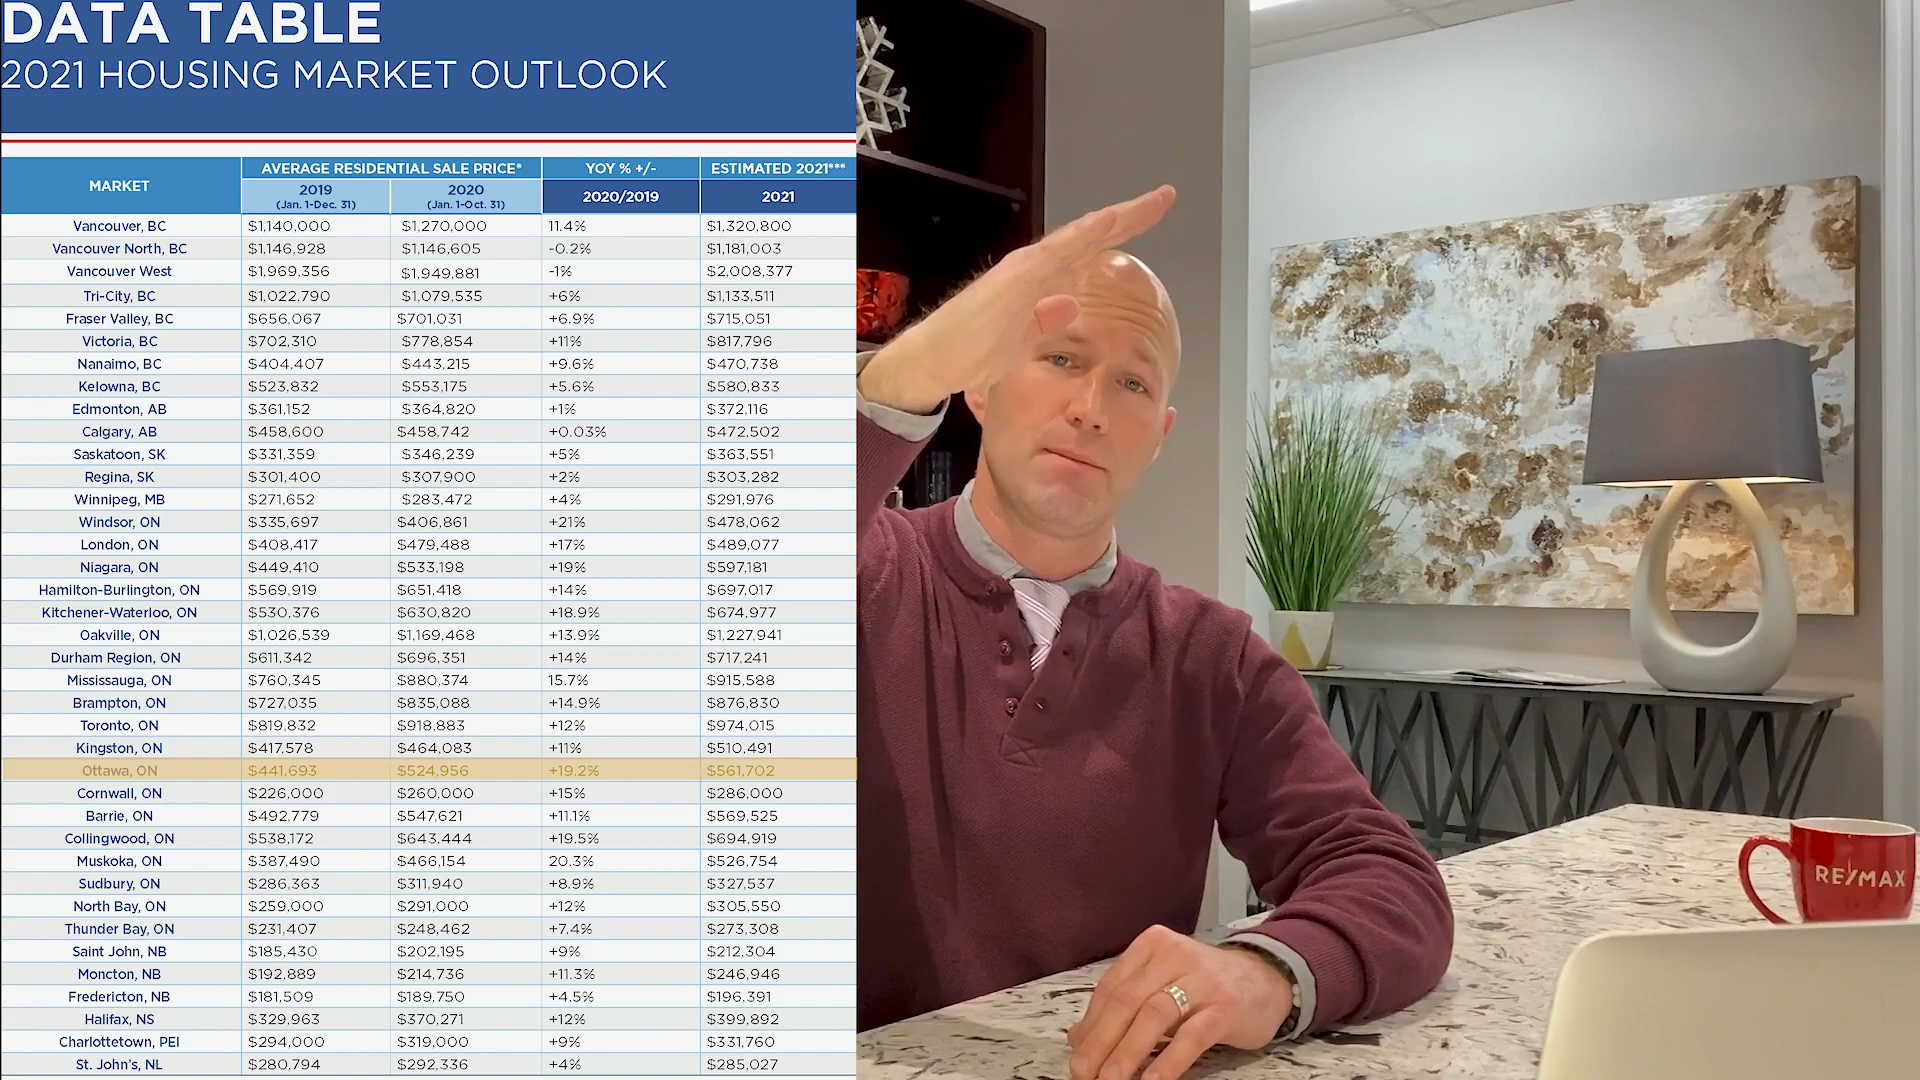 DATA TABLE
2021 HOUSING MARKET OUTLOOK
MARKET AVERAGE RESIDENTIAL SALE PRICE* YOY % +/- ESTIMATED 2021***
2019 2020 2020/2019 2021
(Jan. 1-Dec. 31) (Jan. 1-Oct. 31)
Vancouver, BC $1,140,000 $1,270,000 11.4% $1,320,800
Vancouver North, BC $1,146,928 $1,146,605 -0.2% $1,181,003
Vancouver West $1,969,356 $1,949,881 -1% $2,008,377
Tri-City, BC $1,022,790 $1,079,535 +6% $1,133,511
Fraser Valley, BC $656,067 $701,031 +6.9% $715,051
Victoria, BC $702,310 $778,854 +11% $817,796
Nanaimo, BC $404,407 $443,215 +9.6% $470,738
Kelowna, BC $523,832 $553,175 +5.6% $580,833
Edmonton, AB $361,152 $364,820 +1% $372,116
Calgary, AB $458,600 $458,742 +0.03% $472,502
Saskatoon, SK $331,359 $346,239 +5% $363,551
Regina, SK $301,400 $307,900 +2% $303,282
Winnipeg, MB $271,652 $283,472 +4% $291,976
Windsor, ON $335,697 $406,861 +21% $478,062
London, ON $408,417 $479,488 +17% $489,077
Niagara, ON $449,410 $533,198 +19% $597,181
Hamilton-Burlington, ON $569,919 $651,418 +14% $697,017
Kitchener-Waterloo, ON $530,376 $630,820 +18.9% $674,977
Oakville, ON $1,026,539 $1,169,468 +13.9% $1,227,941
Durham Region, ON $611,342 $696,351 +14% $717,241
Mississauga, ON $760,345 $880,374 15.7% $915,588
Brampton, ON $727,035 $835,088 +14.9% $876,830
Toronto, ON $819,832 $918,883 +12% $974,015
Kingston, ON $417,578 $464,083 +11% $510,491
Ottawa, ON $441,693 $524,956 +19.2% $561,702
Cornwall, ON $226,000 $260,000 +15% $286,000
Barrie, ON $492,779 $547,621 +11.1% $569,525
Collingwood, ON $538,172 $643,444 +19.5% $694,919
Muskoka, ON $387,490 $466,154 20.3% $526,754
Sudbury, ON $286,363 $311,940 +8.9% $327,537
North Bay, ON $259,000 $291,000 +12% $305,550
Thunder Bay, ON $231,407 $248,462 +7.4% $273,308
Saint John, NB $185,430 $202,195 +9% $212,304
Moncton, NB $192,889 $214,736 +11.3% $246,946
Fredericton, NB $181,509 $189,750 +4.5% $196,391
Halifax, NS $329,963 $370,271 +12% $399,892
Charlottetown, PEI $294,000 $319,000 +9% $331,760
St. John's, NL $280,794 $292,336 +4% $285,027
RE/MAX